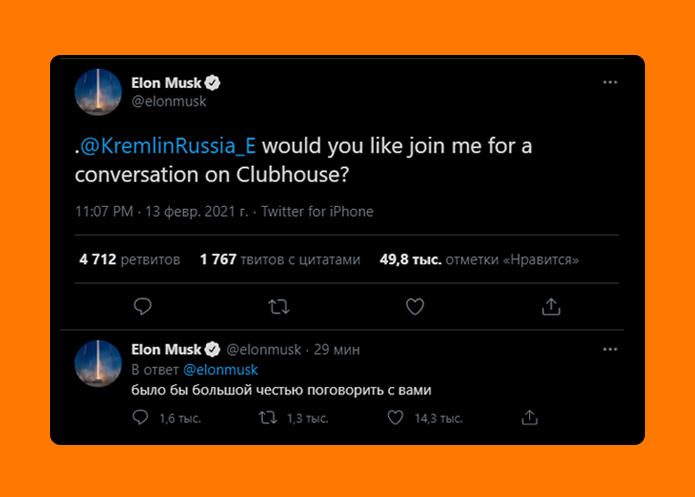 Elon Musk
@elonmusk
.@KremlinRussia_E would you like join me for a
conversation on Clubhouse?
11:07 PM · 13 февр. 2021 г. · Twitter for iPhone
4 712 ретвитов 1 767 твитов с цитатами 49,8 тыс. отметки «Нравится»
Elon Musk @elonmusk · 29 мин
В ответ @elonmusk
было бы большой честью поговорить с вами
1,6 тыс. 1,3 тыс. 14,3 тыс.